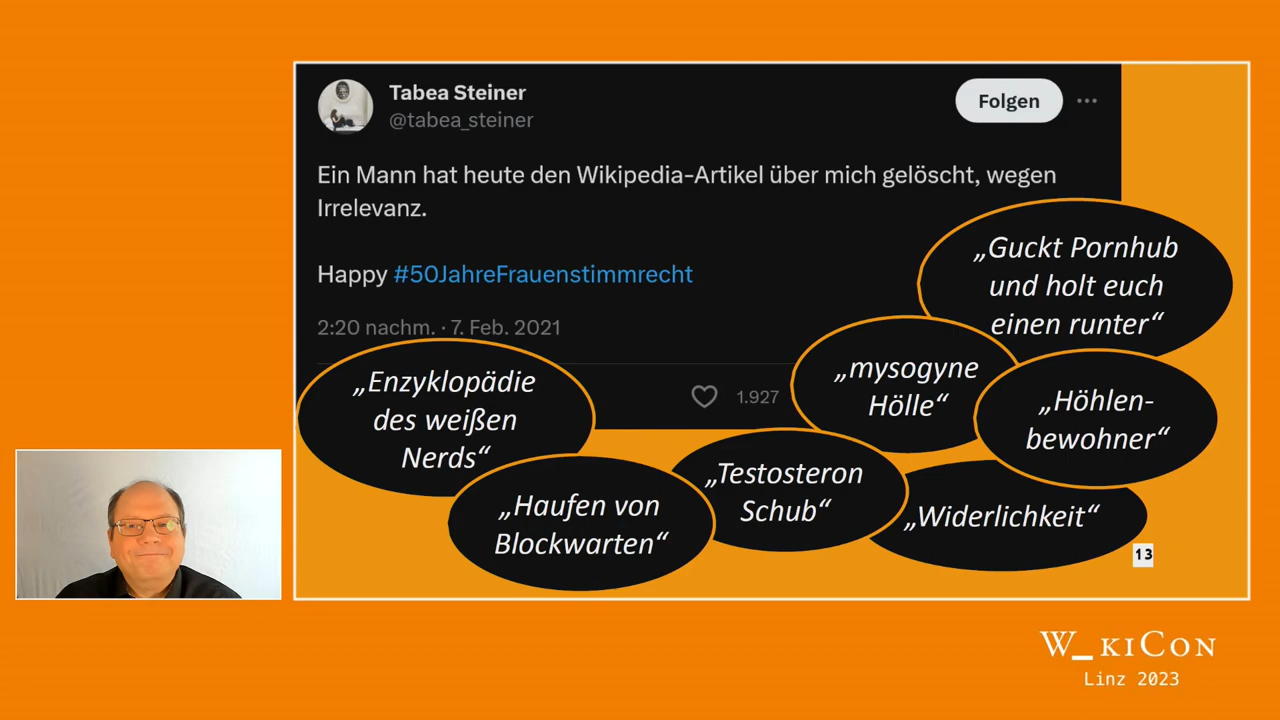 Tabea Steiner
@tabea_steiner
Folgen
Ein Mann hat heute den Wikipedia-Artikel über mich gelöscht, wegen
Irrelevanz.
Happy #50JahreFrauenstimmrecht
2:20 nachm. · 7. Feb. 2021
1.927
„Guckt Pornhub
und holt euch
einen runter“
„mysogyne
Hölle“
„Höhlen-
bewohner“
„Enzyklopädie
des weißen
Nerds“
„Haufen von
Blockwarten“
„Testosteron
Schub“
„Widerlichkeit“
13
W_KICON
Linz 2023